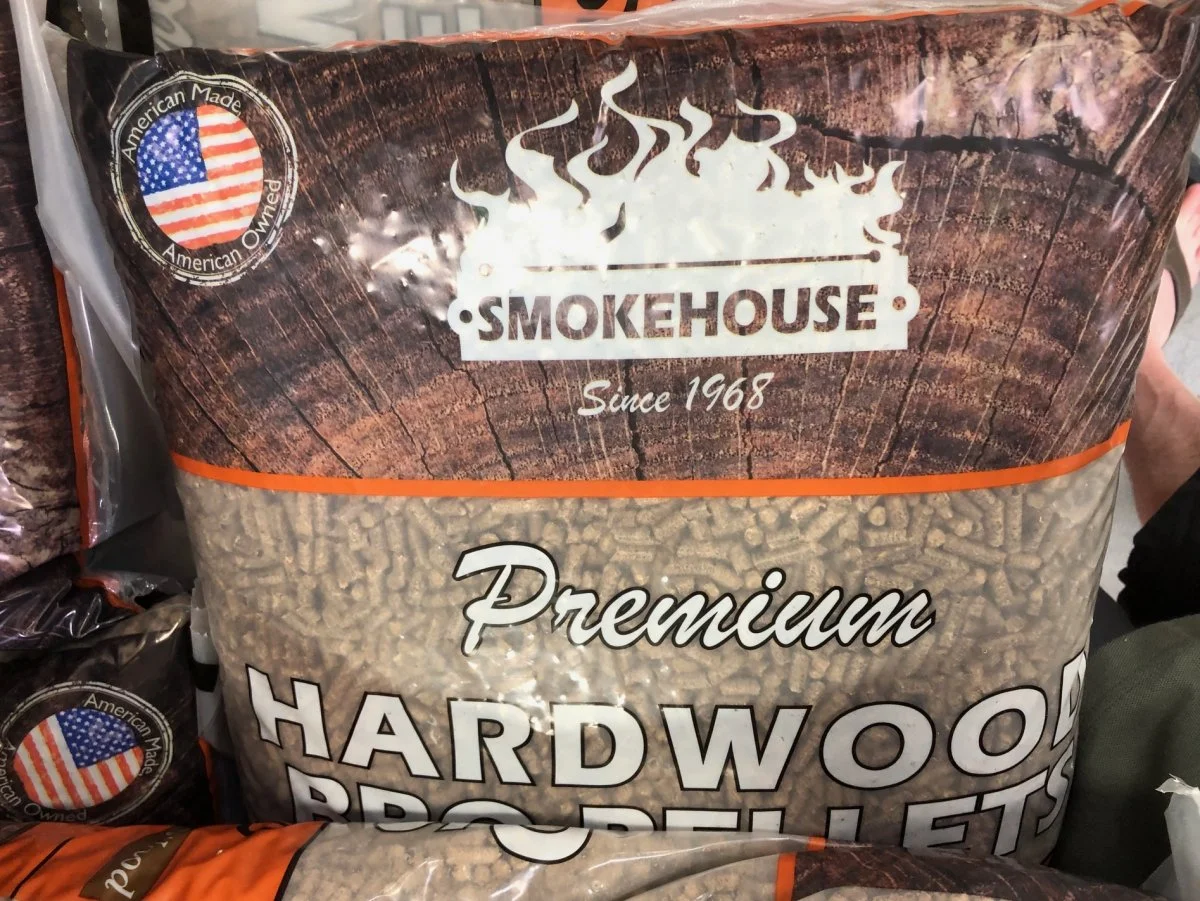 American Made
American Owned
SMOKEHOUSE
Since 1968
Premium
HARDWOOD
BBQ PELLETS
American Made
American Owned